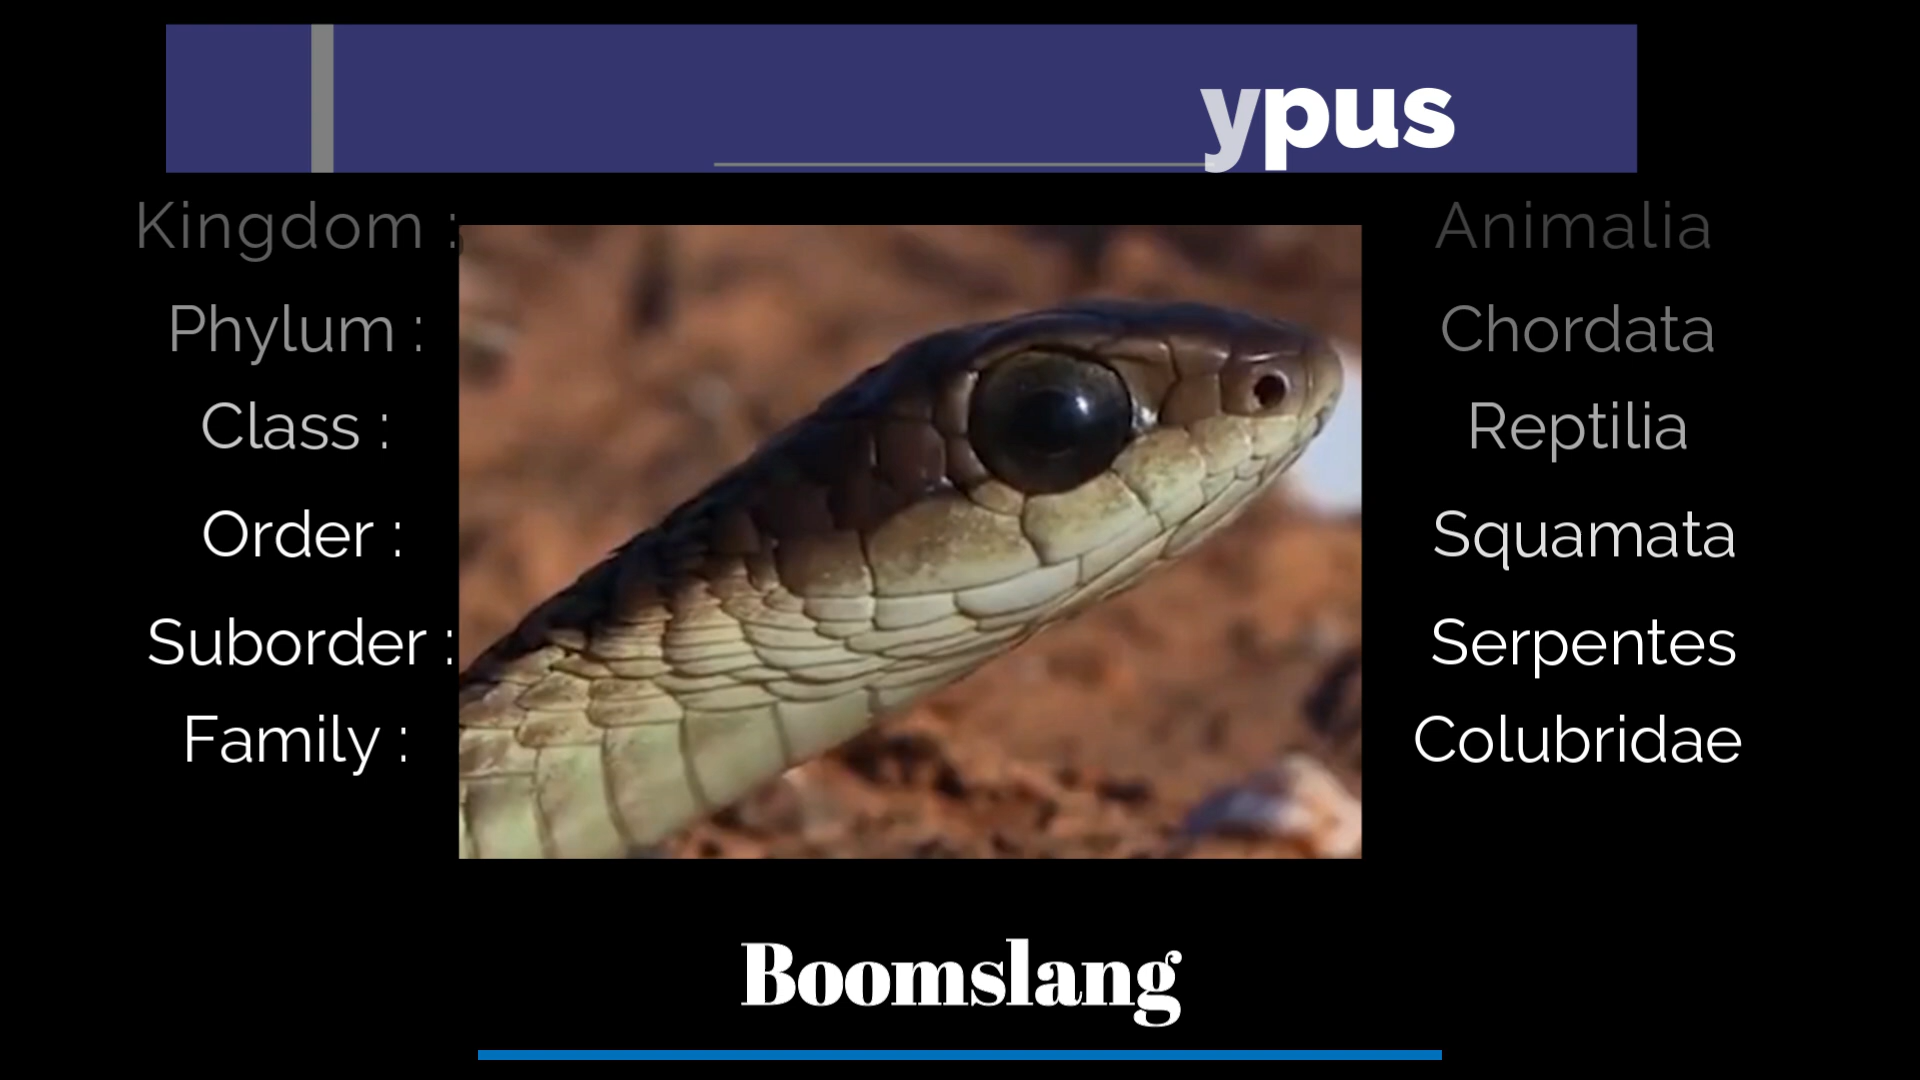 ypus
Kingdom : Animalia
Phylum : Chordata
Class : Reptilia
Order : Squamata
Suborder : Serpentes
Family : Colubridae
Boomslang